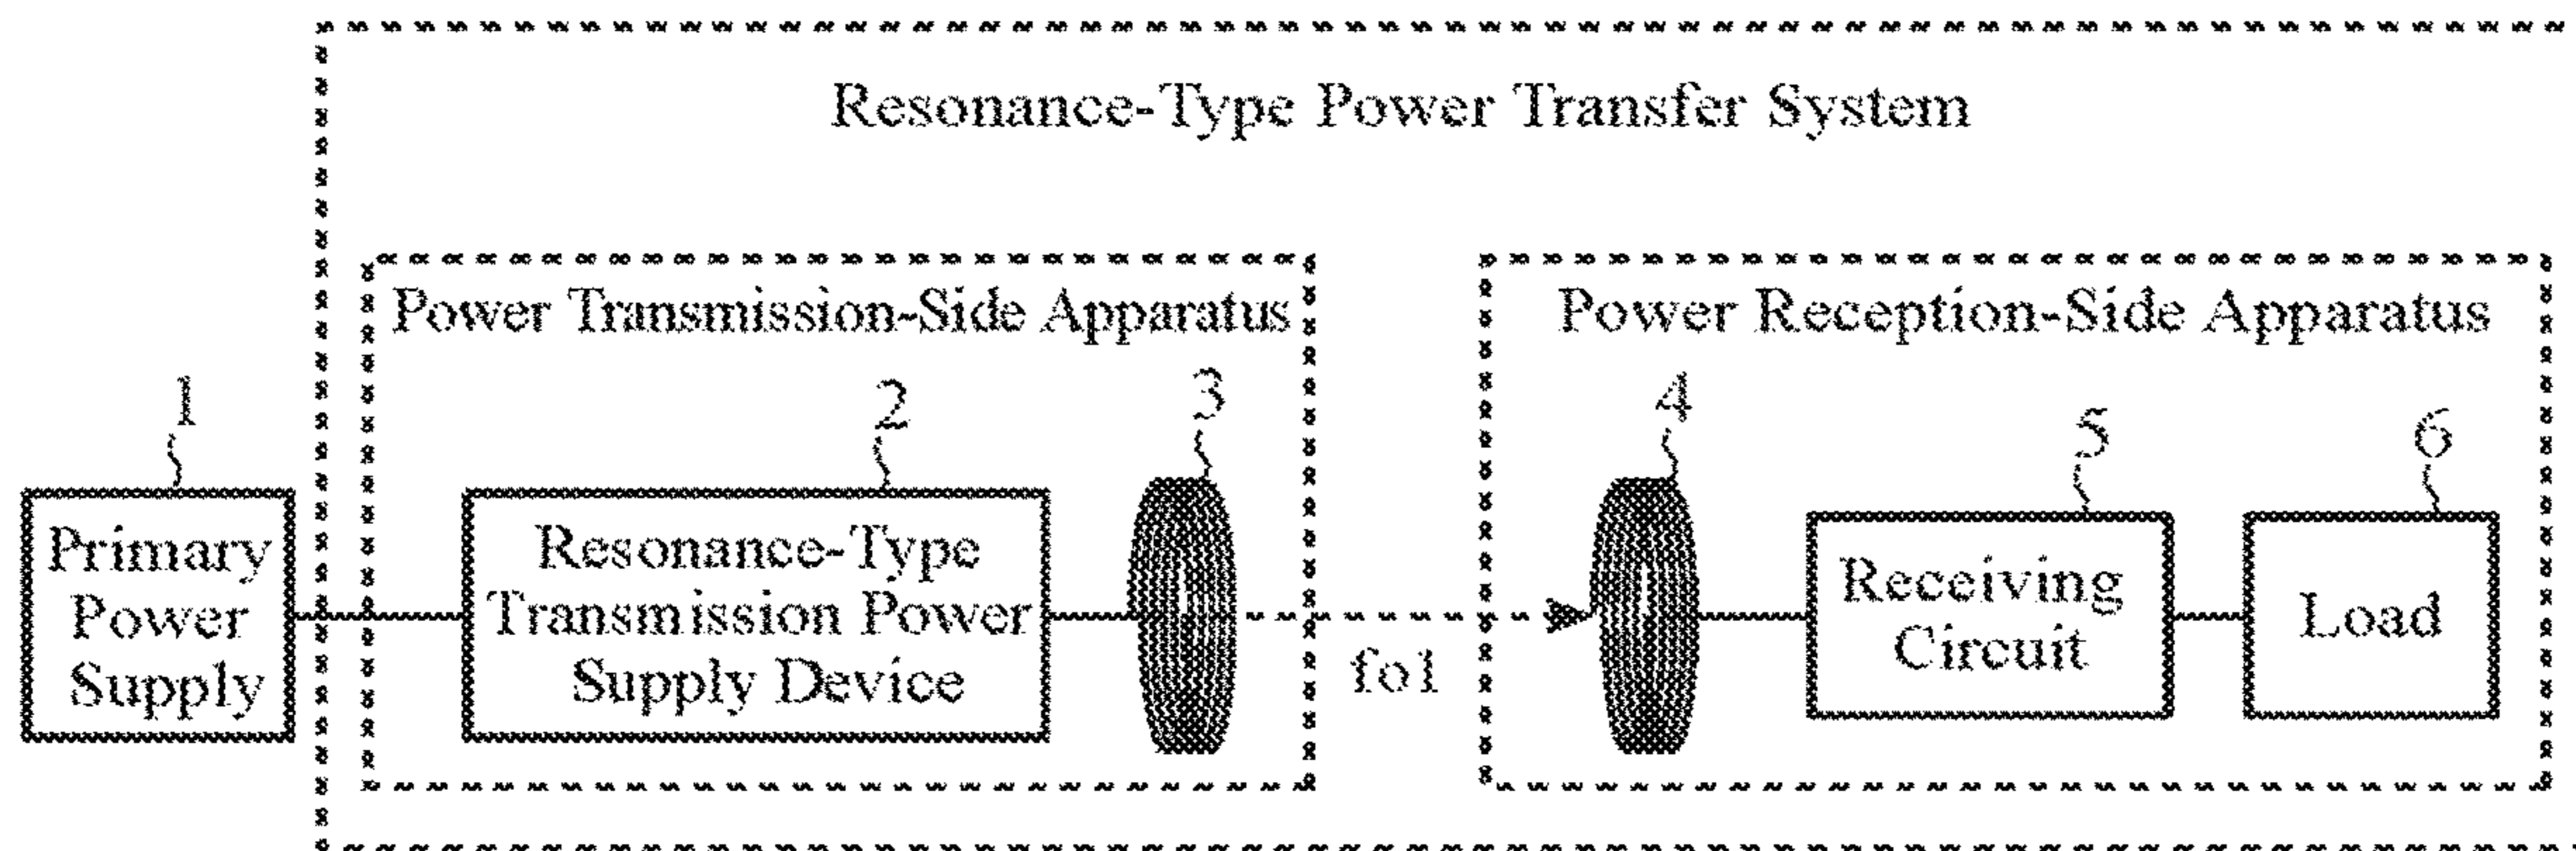 Resonance-Type Power Transfer System
Power Transmission-Side Apparatus
Power Reception-Side Apparatus
1
2
3
4
5
6
Primary
Power
Supply
Resonance-Type
Transmission Power
Supply Device
fo1
Receiving
Circuit
Load